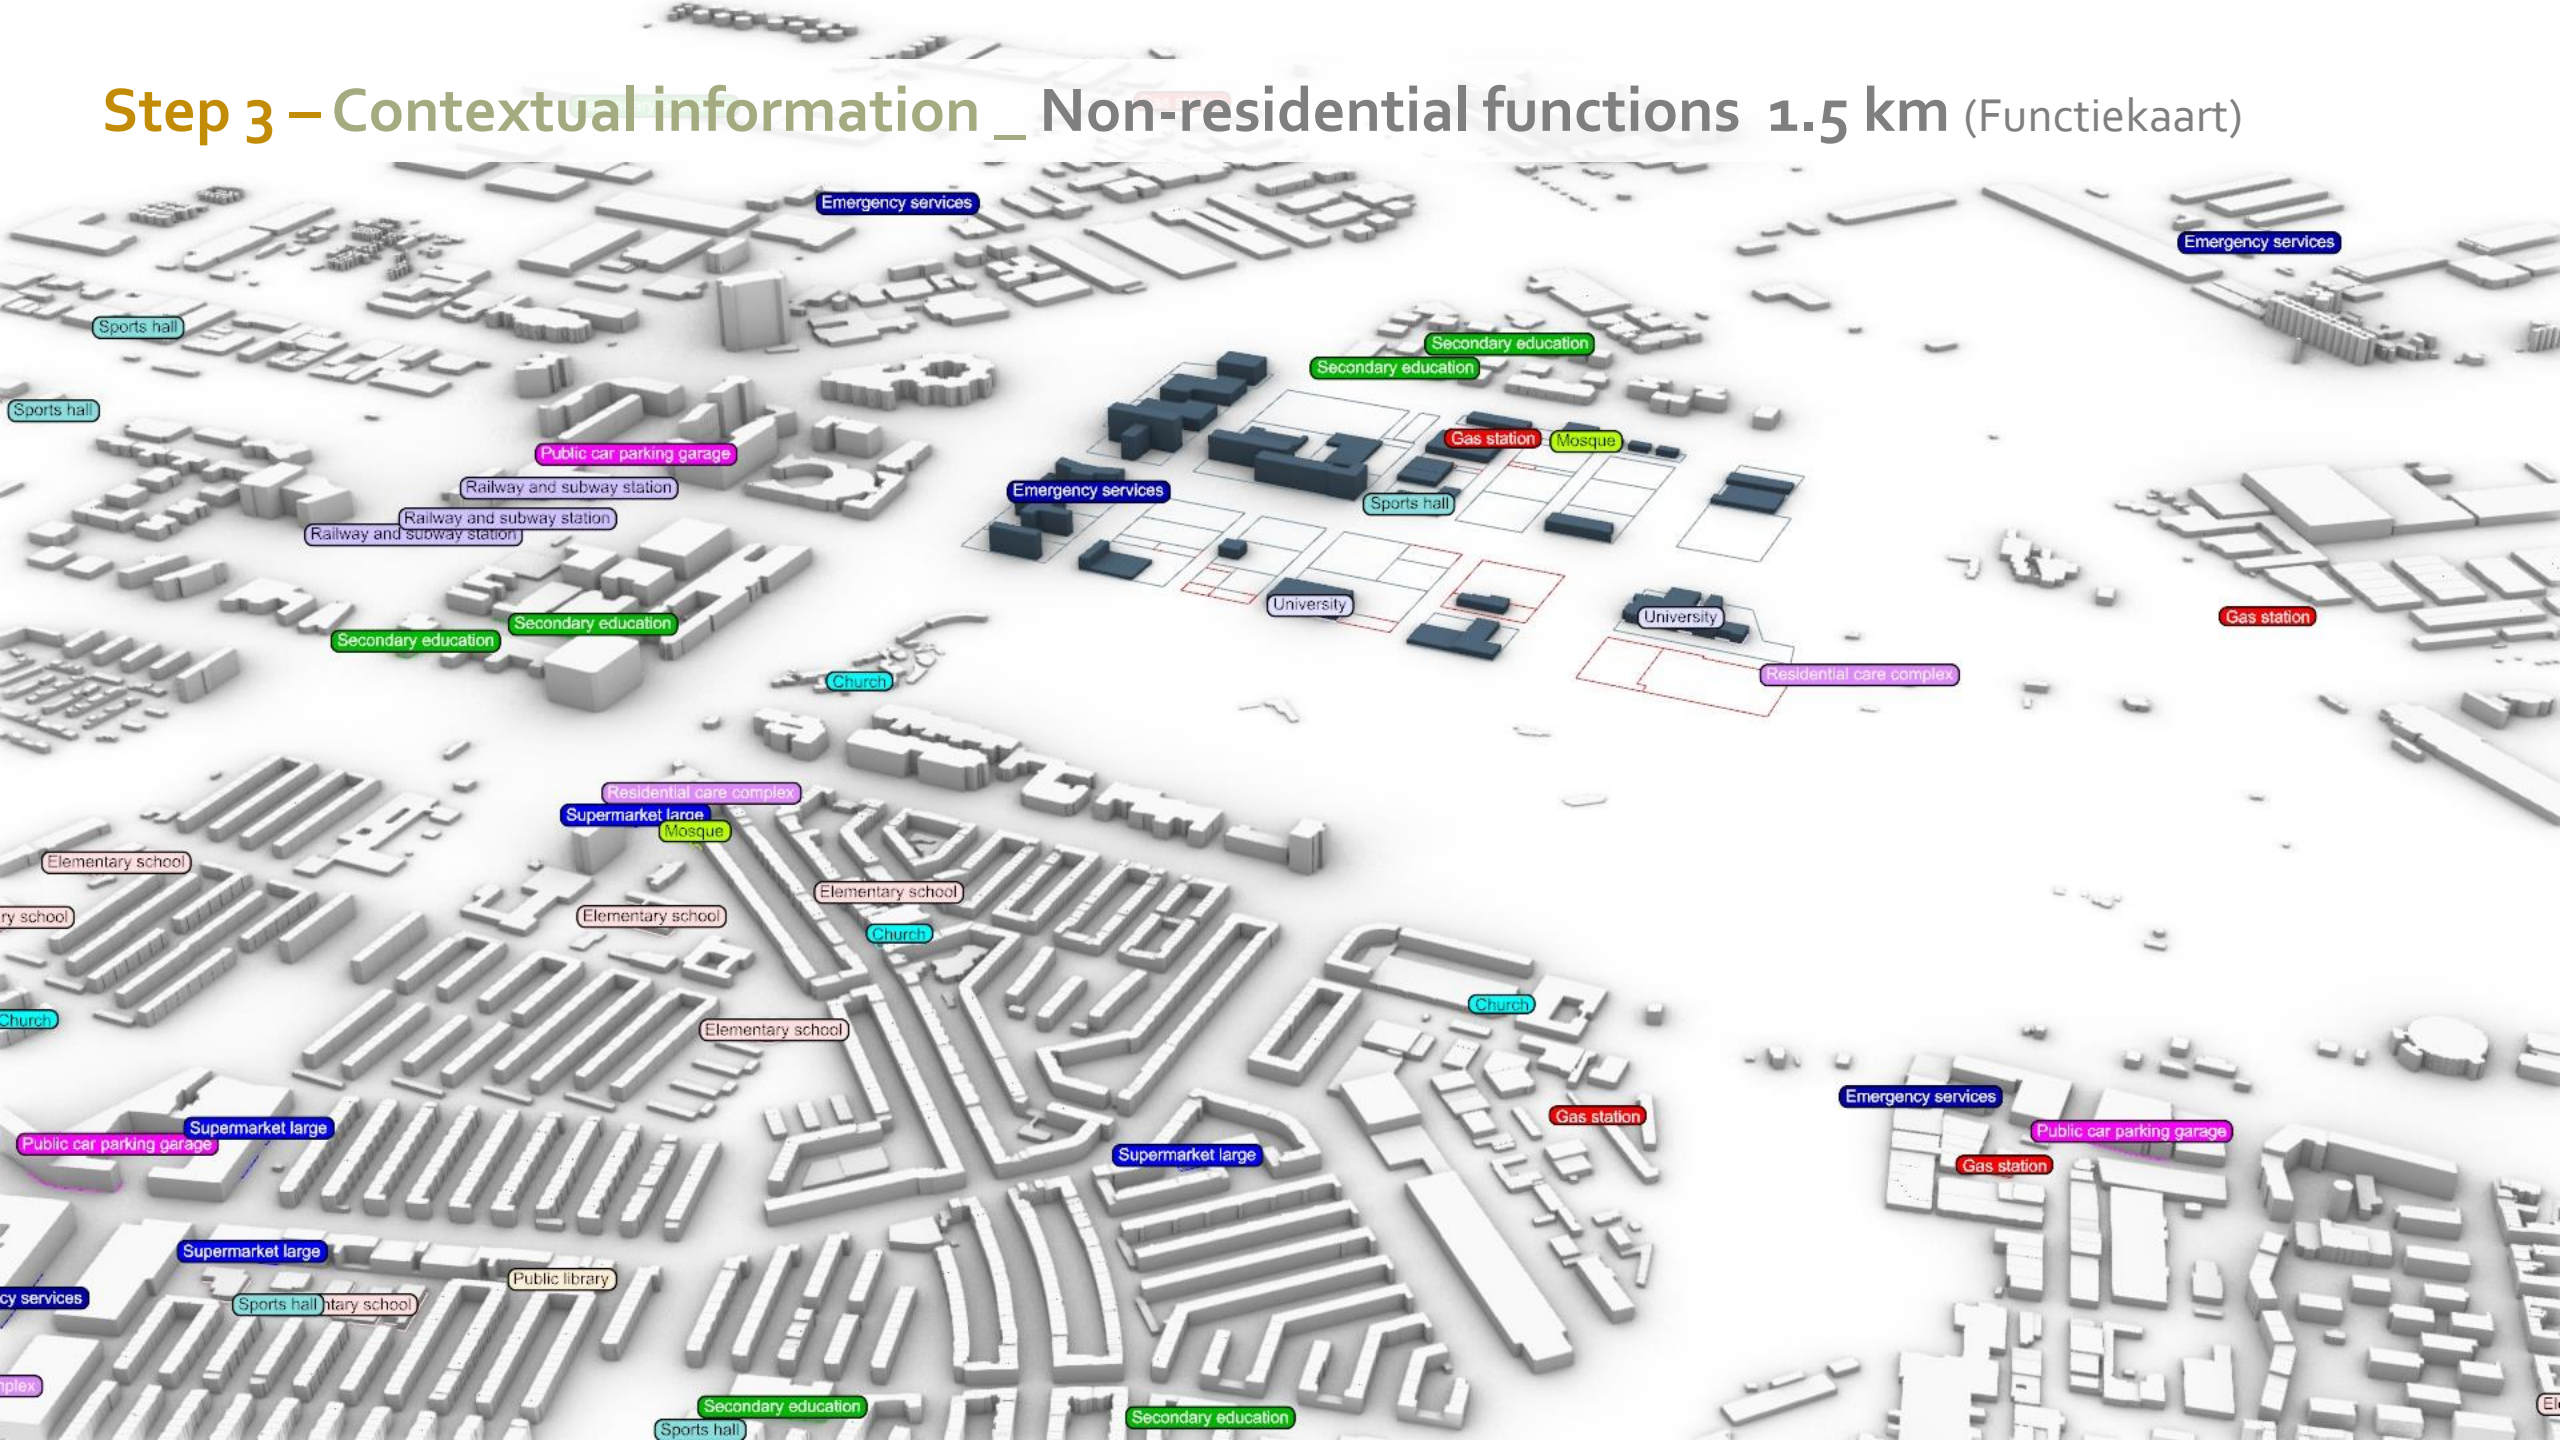 Step 3 – Contextual information _ Non-residential functions 1.5 km (Functiekaart)
Emergency services
Emergency services
Sports hall
Secondary education
Secondary education
Sports hall
Gas station
Mosque
Public car parking garage
Railway and subway station
Emergency services
Sports hall
Railway and subway station
Railway and subway station
University
University
Gas station
Secondary education
Secondary education
Residential care complex
Church
Residential care complex
Supermarket large
Mosque
Elementary school
Elementary school
ry school
Elementary school
Church
Church
Church
Elementary school
Emergency services
Gas station
Supermarket large
Public car parking garage
Public car parking garage
Supermarket large
Gas station
Supermarket large
Public library
cy services
Sports hall
ntary school
nplex
Secondary education
Secondary education
Sports hall
El